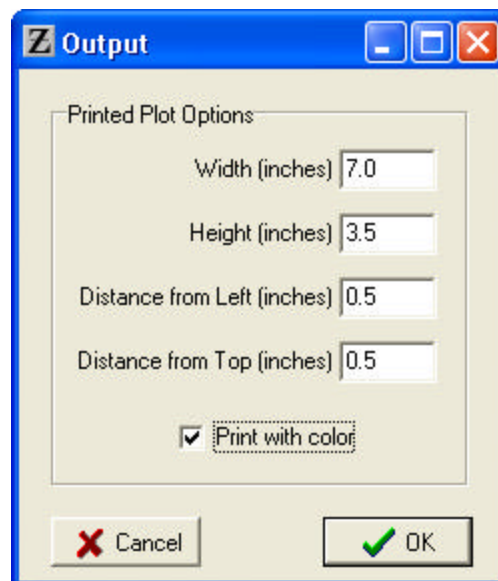 Z Output
Printed Plot Options
Width (inches) 7.0
Height (inches) 3.5
Distance from Left (inches) 0.5
Distance from Top (inches) 0.5
Print with color
Cancel OK